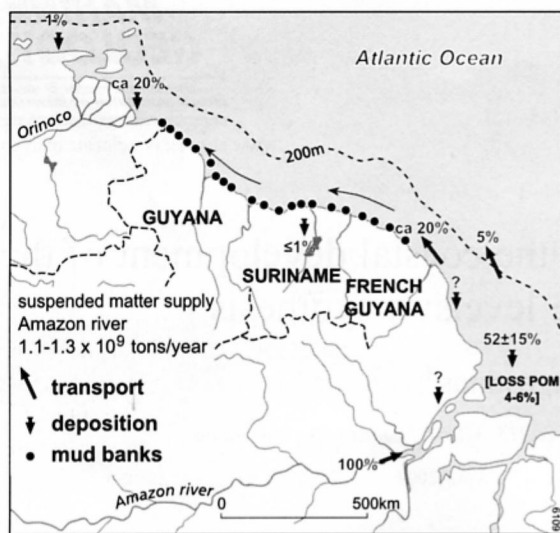 1%
Atlantic Ocean
ca 20%
Orinoco
200m
GUYANA
ca 20%
5%
≤1%
SURINAME
FRENCH
GUYANA
?
suspended matter supply
Amazon river
1.1-1.3 x 10⁹ tons/year
52±15%
[LOSS POM
4-6%]
transport
?
deposition
mud banks
100%
Amazon river
0
500km
6109